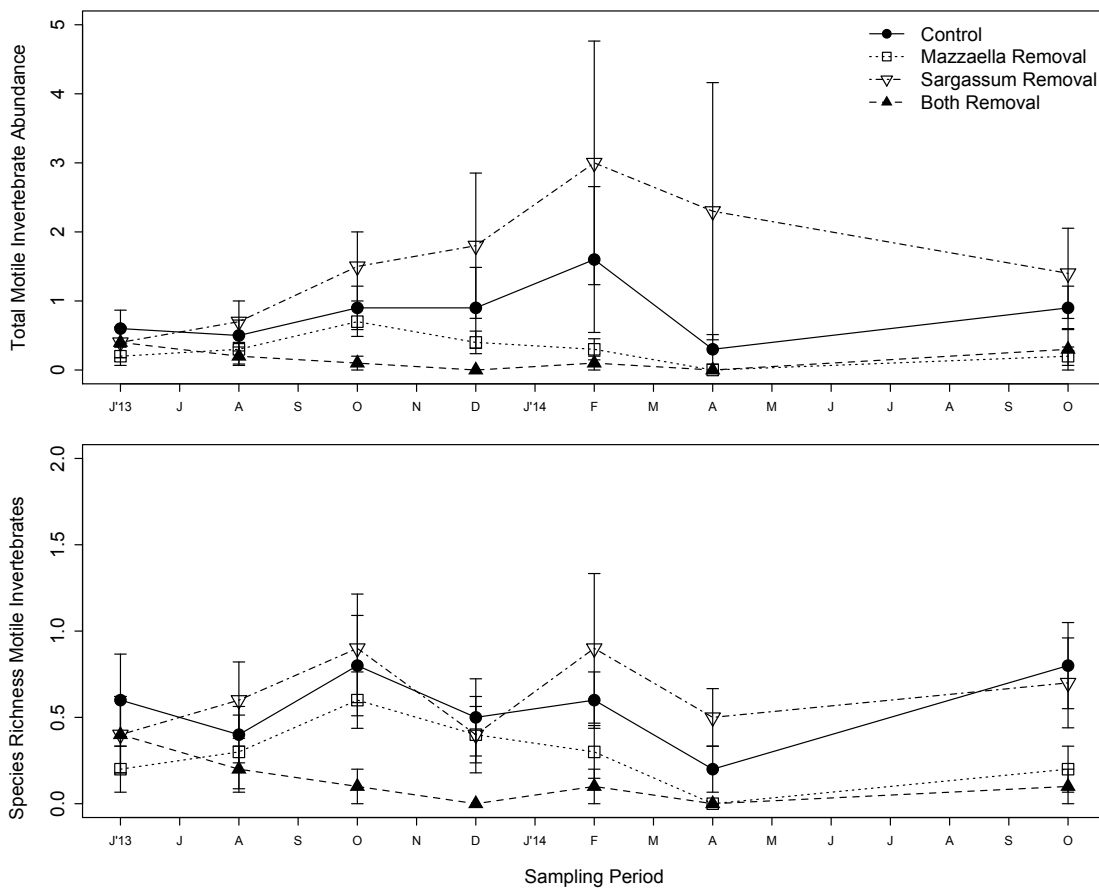 Total Motile Invertebrate Abundance
5
4
3
2
1
0
Control
Mazzaella Removal
Sargassum Removal
Both Removal
J'13 J A S O N D J'14 F M A M J J A S O
Species Richness Motile Invertebrates
2.0
1.5
1.0
0.5
0.0
J'13 J A S O N D J'14 F M A M J J A S O
Sampling Period